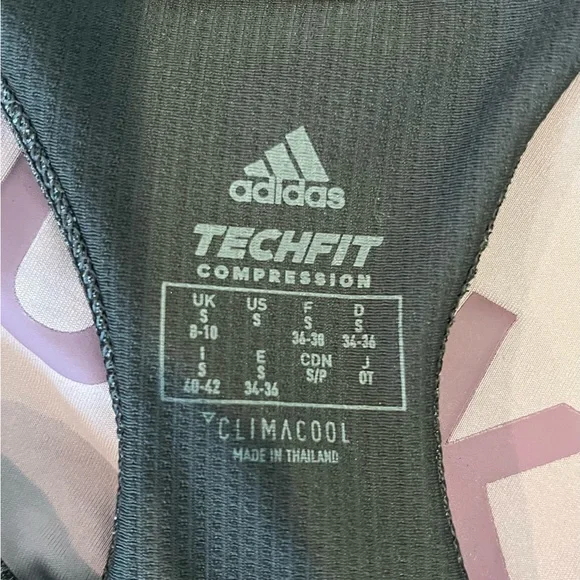 adidas
TECHFIT
COMPRESSION
UK US F D
S S S S
8-10 36-38 34-36
I E CDN J
S S S/P OT
40-42 34-36
CLIMACOOL
MADE IN THAILAND